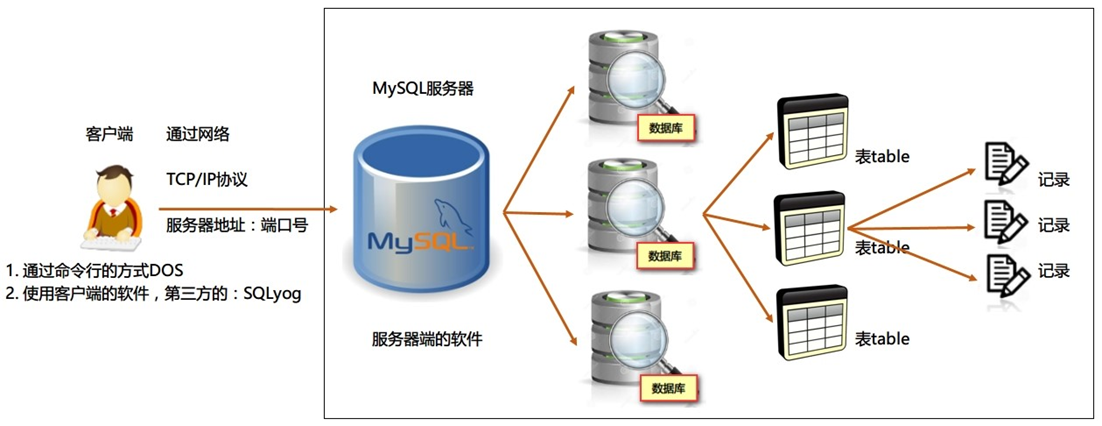 客户端
通过网络
TCP/IP协议
服务器地址：端口号
1. 通过命令行的方式DOS
2. 使用客户端的软件，第三方的：SQLyog
MySQL服务器
MySQL
服务器端的软件
数据库
数据库
数据库
表table
表table
表table
记录
记录
记录